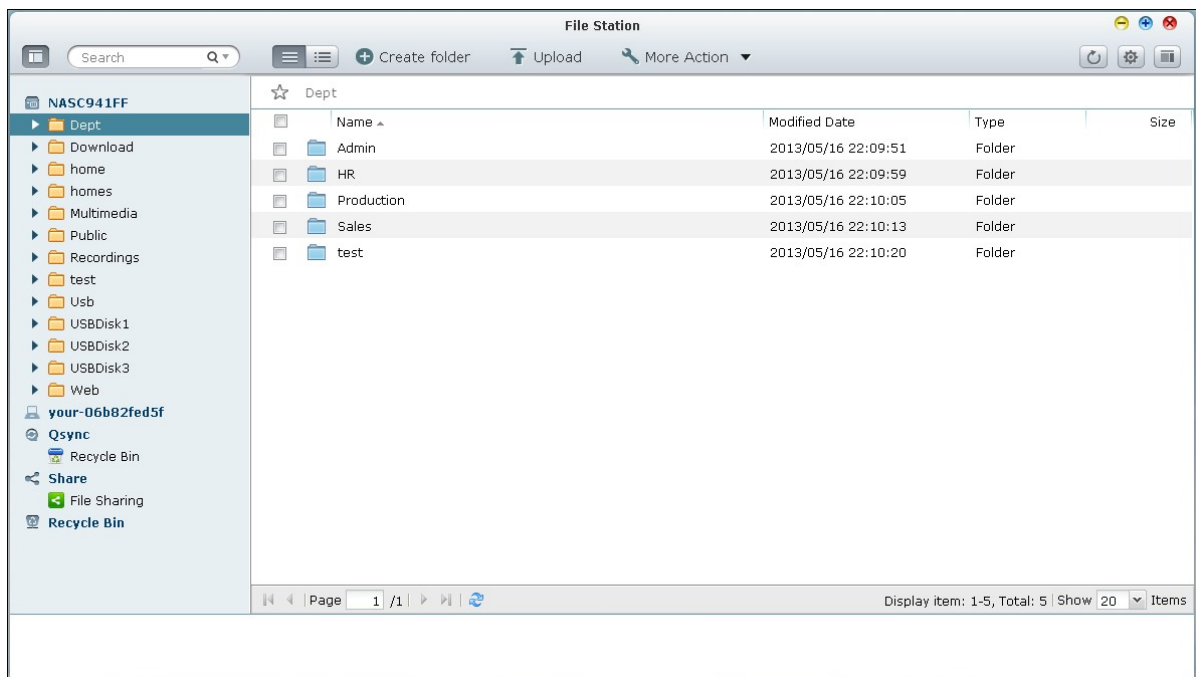 File Station
Search
Create folder Upload More Action
NASC941FF
Dept
Download
home
homes
Multimedia
Public
Recordings
test
Usb
USBDisk1
USBDisk2
USBDisk3
Web
your-06b82fed5f
Qsync
Recycle Bin
Share
File Sharing
Recycle Bin
Dept
Name Modified Date Type Size
Admin 2013/05/16 22:09:51 Folder
HR 2013/05/16 22:09:59 Folder
Production 2013/05/16 22:10:05 Folder
Sales 2013/05/16 22:10:13 Folder
test 2013/05/16 22:10:20 Folder
Page 1 /1 Display item: 1-5, Total: 5 Show 20 Items